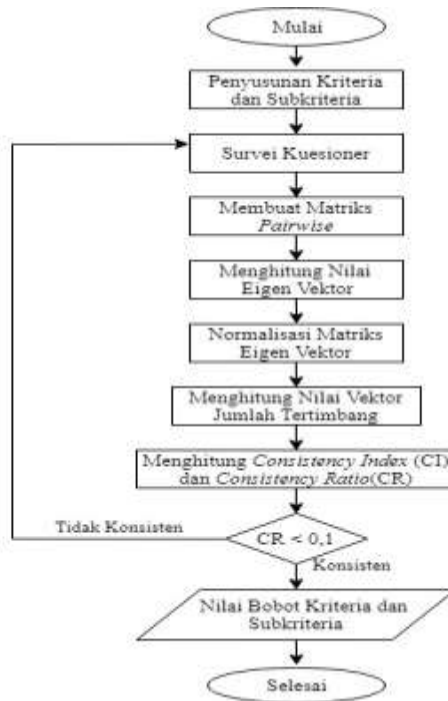 Mulai
Penyusunan Kriteria
dan Subkriteria
Survei Kuesioner
Membuat Matriks
Pairwise
Menghitung Nilai
Eigen Vektor
Normalisasi Matriks
Eigen Vektor
Menghitung Nilai Vektor
Jumlah Tertimbang
Menghitung Consistency Index (CI)
dan Consistency Ratio(CR)
Tidak Konsisten
CR < 0,1
Konsisten
Nilai Bobot Kriteria dan
Subkriteria
Selesai